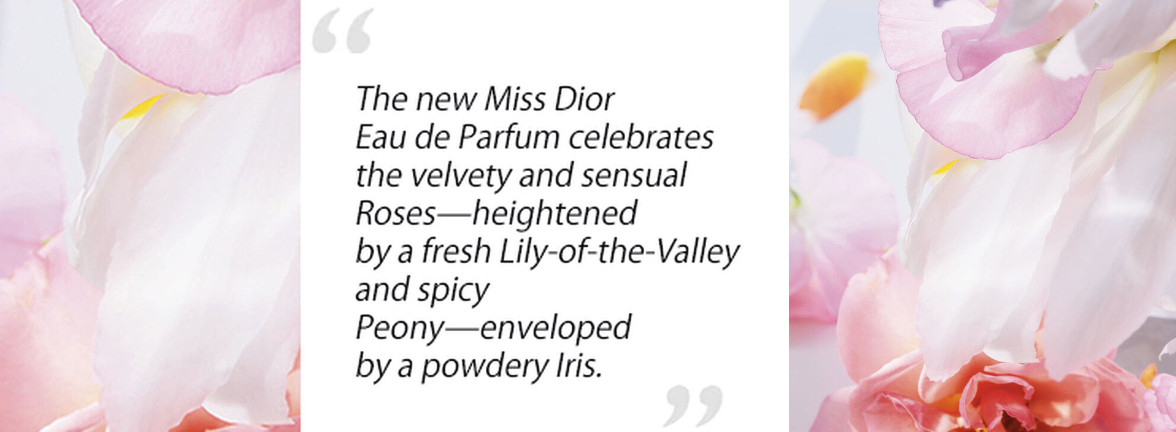 “
The new Miss Dior
Eau de Parfum celebrates
the velvety and sensual
Roses—heightened
by a fresh Lily-of-the-Valley
and spicy
Peony—enveloped
by a powdery Iris.
”